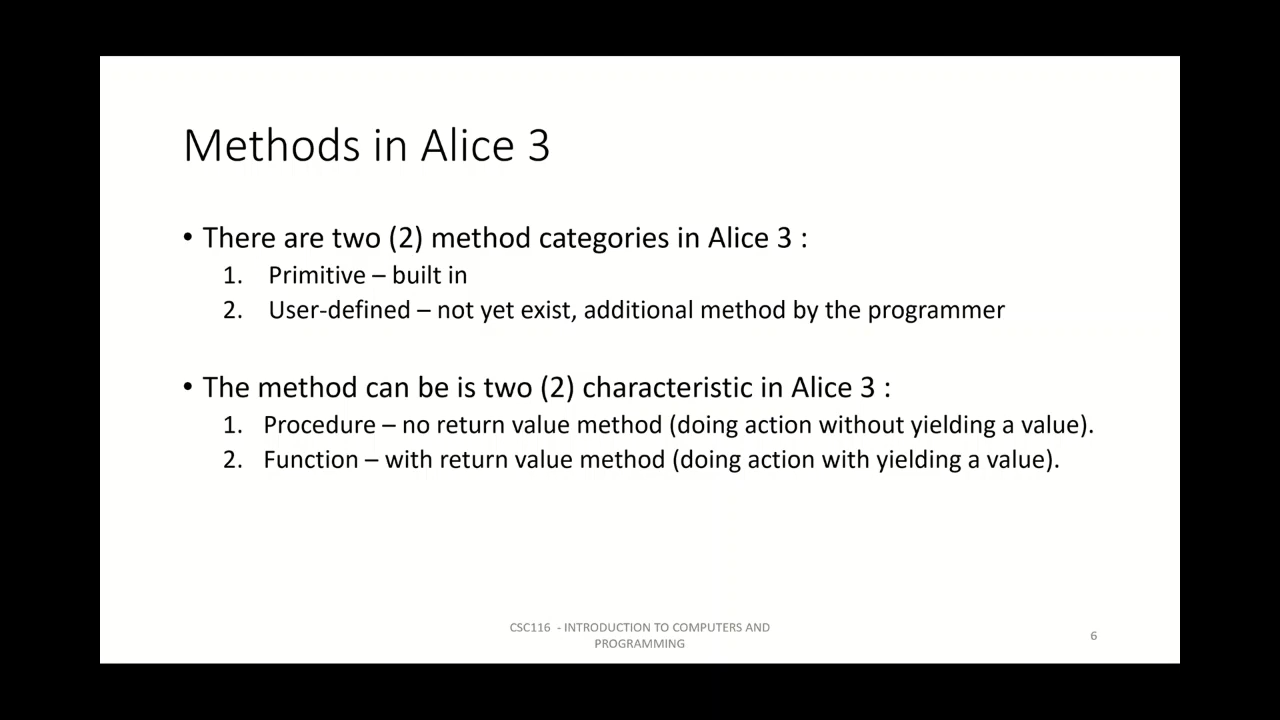 Methods in Alice 3
• There are two (2) method categories in Alice 3 :
1. Primitive – built in
2. User-defined – not yet exist, additional method by the programmer
• The method can be is two (2) characteristic in Alice 3 :
1. Procedure – no return value method (doing action without yielding a value).
2. Function – with return value method (doing action with yielding a value).
CSC116 - INTRODUCTION TO COMPUTERS AND
PROGRAMMING
6